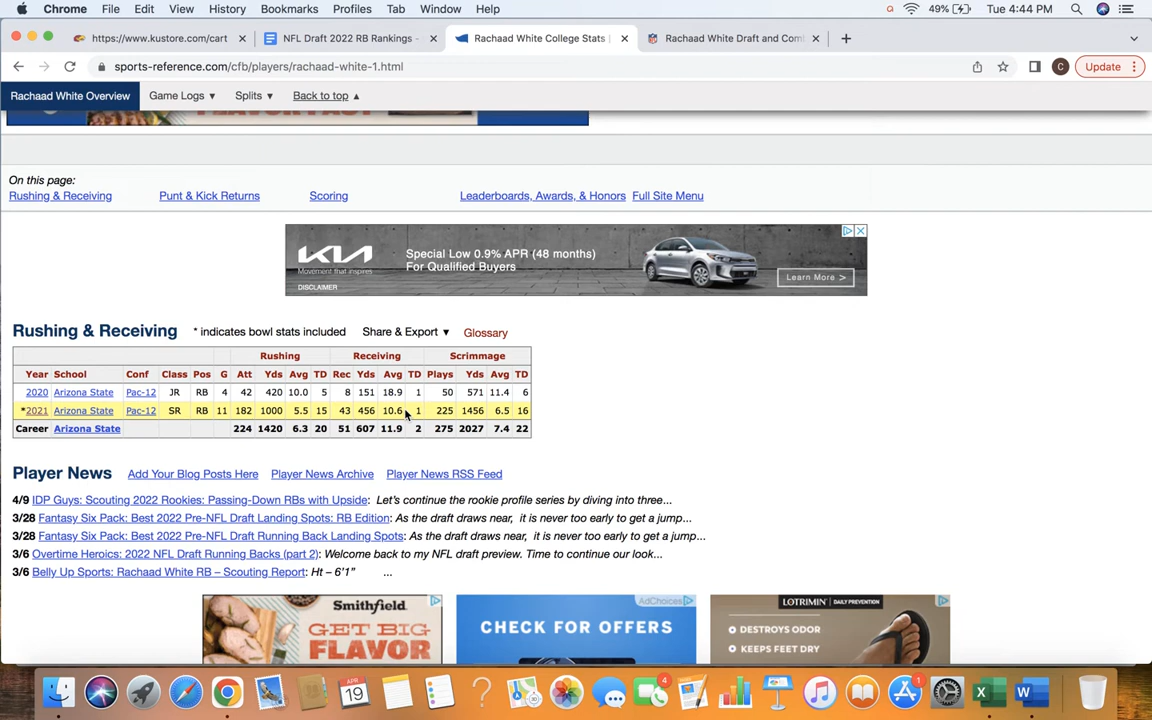 Chrome File Edit View History Bookmarks Profiles Tab Window Help 49% Tue 4:44 PM
https://www.kustore.com/cart NFL Draft 2022 RB Rankings - Rachaad White College Stats | Rachaad White Draft and Com
sports-reference.com/cfb/players/rachaad-white-1.html C Update
Rachaad White Overview Game Logs ▼ Splits ▼ Back to top ▲
On this page:
Rushing & Receiving Punt & Kick Returns Scoring Leaderboards, Awards, & Honors Full Site Menu
KIA Special Low 0.9% APR (48 months)
Movement that inspires For Qualified Buyers Learn More >
DISCLAIMER
Rushing & Receiving * indicates bowl stats included Share & Export ▼ Glossary
Rushing Receiving Scrimmage
Year School Conf Class Pos G Att Yds Avg TD Rec Yds Avg TD Plays Yds Avg TD
2020 Arizona State Pac-12 JR RB 4 42 420 10.0 5 8 151 18.9 1 50 571 11.4 6
*2021 Arizona State Pac-12 SR RB 11 182 1000 5.5 15 43 456 10.6 1 225 1456 6.5 16
Career Arizona State 224 1420 6.3 20 51 607 11.9 2 275 2027 7.4 22
Player News Add Your Blog Posts Here Player News Archive Player News RSS Feed
4/9 IDP Guys: Scouting 2022 Rookies: Passing-Down RBs with Upside: Let's continue the rookie profile series by diving into three...
3/28 Fantasy Six Pack: Best 2022 Pre-NFL Draft Landing Spots: RB Edition: As the draft draws near, it is never too early to get a jump...
3/28 Fantasy Six Pack: Best 2022 Pre-NFL Draft Running Back Landing Spots: As the draft draws near, it is never too early to get a jump...
3/6 Overtime Heroics: 2022 NFL Draft Running Backs (part 2): Welcome back to my NFL draft preview. Time to continue our look...
3/6 Belly Up Sports: Rachaad White RB – Scouting Report: Ht – 6'1” ...
Smithfield AdChoices LOTRIMIN DAILY PREVENTION
GET BIG CHECK FOR OFFERS DESTROYS ODOR
FLAVOR KEEPS FEET DRY
APR 4 1
19